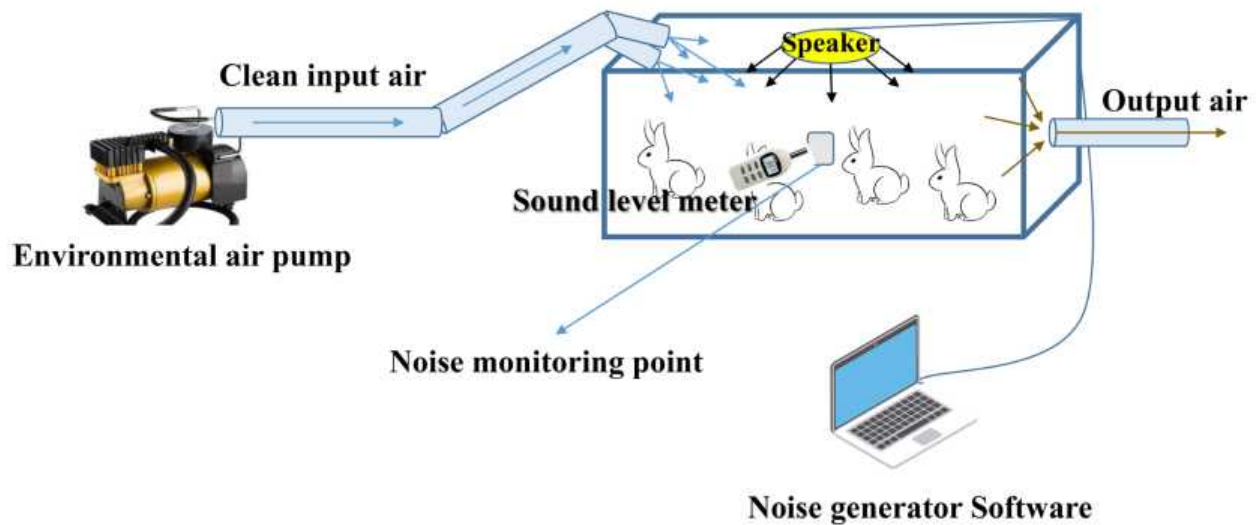 Speaker
Clean input air
Output air
Sound level meter
Environmental air pump
Noise monitoring point
Noise generator Software